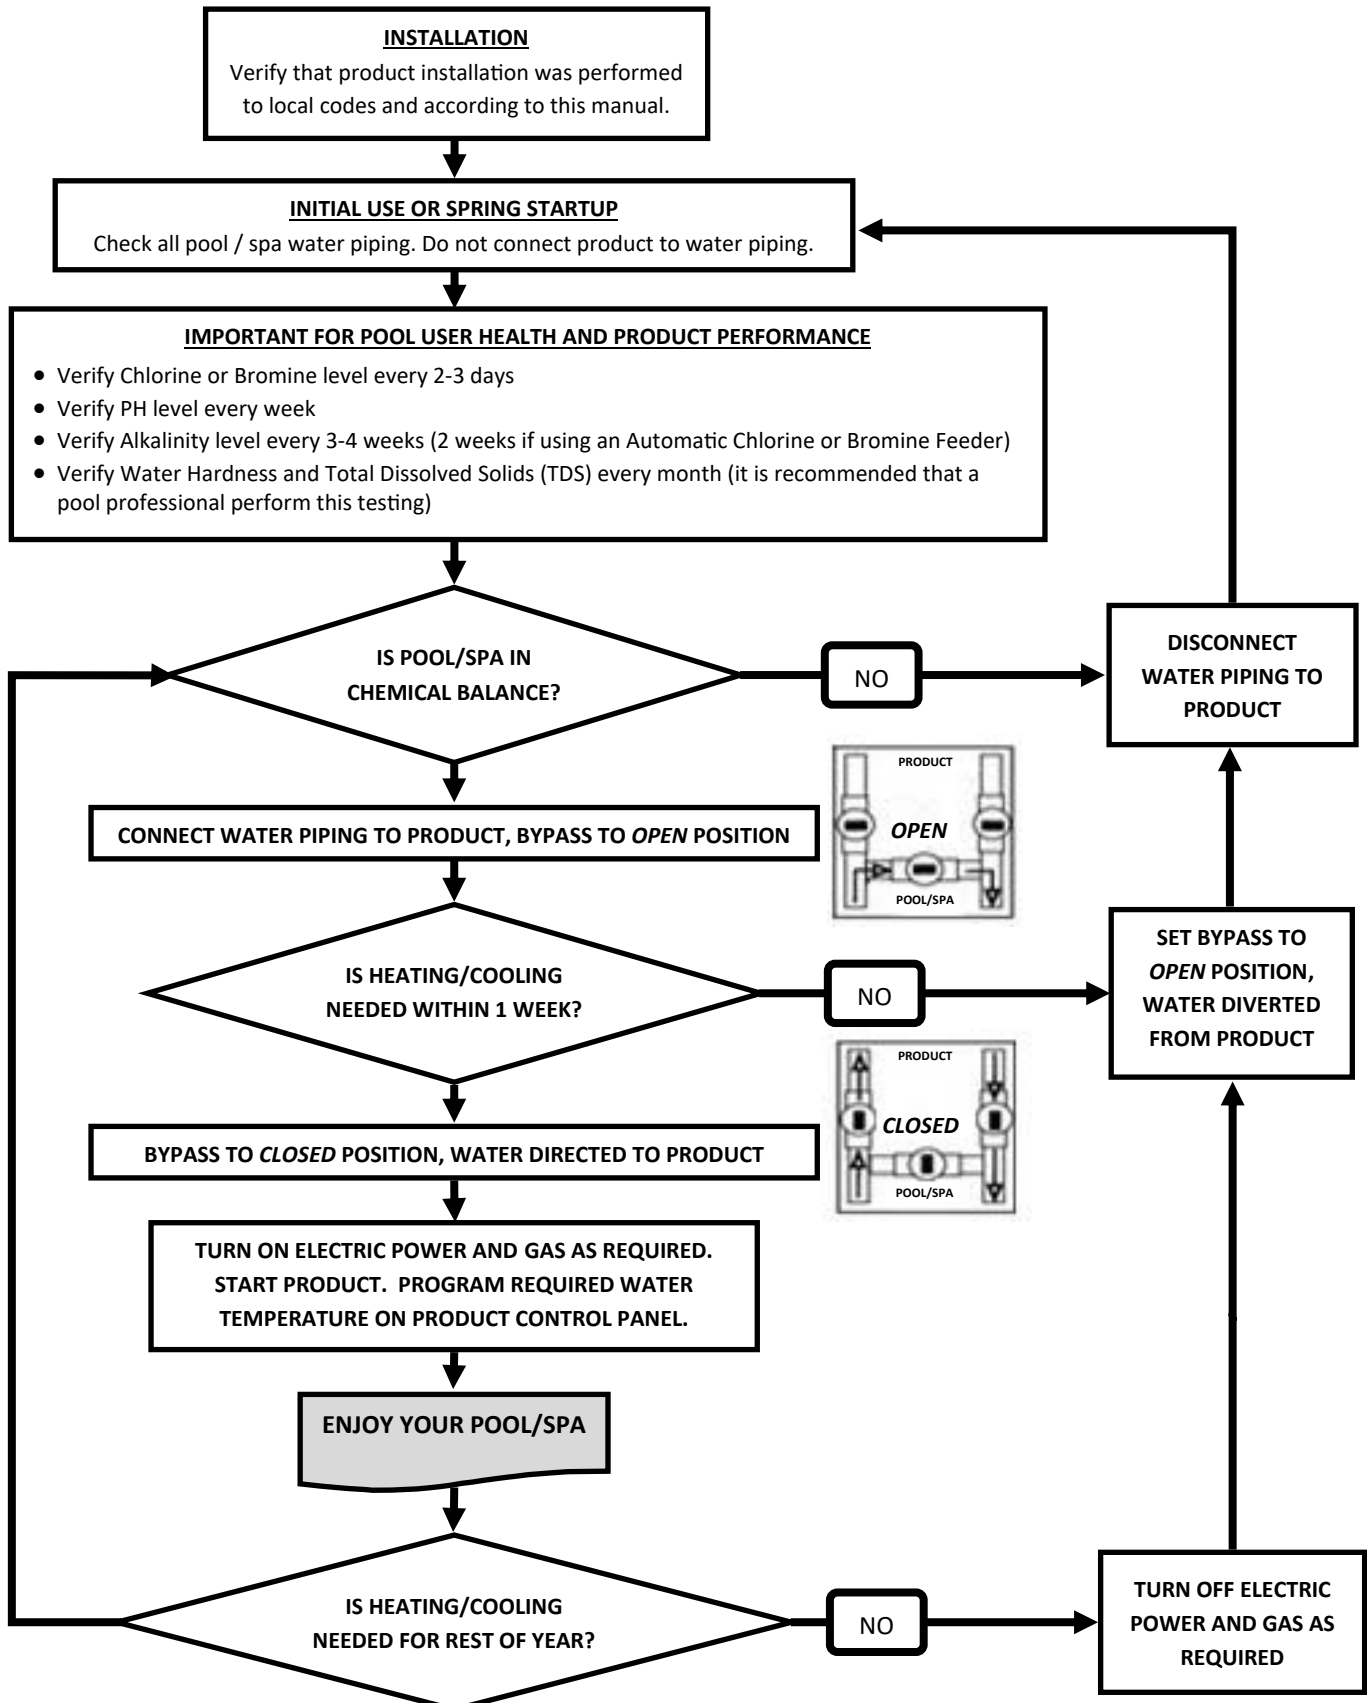 INSTALLATION
Verify that product installation was performed
to local codes and according to this manual.
INITIAL USE OR SPRING STARTUP
Check all pool / spa water piping. Do not connect product to water piping.
IMPORTANT FOR POOL USER HEALTH AND PRODUCT PERFORMANCE
• Verify Chlorine or Bromine level every 2-3 days
• Verify PH level every week
• Verify Alkalinity level every 3-4 weeks (2 weeks if using an Automatic Chlorine or Bromine Feeder)
• Verify Water Hardness and Total Dissolved Solids (TDS) every month (it is recommended that a
pool professional perform this testing)
IS POOL/SPA IN
CHEMICAL BALANCE?
NO
DISCONNECT
WATER PIPING TO
PRODUCT
CONNECT WATER PIPING TO PRODUCT, BYPASS TO OPEN POSITION
PRODUCT
OPEN
POOL/SPA
IS HEATING/COOLING
NEEDED WITHIN 1 WEEK?
NO
SET BYPASS TO
OPEN POSITION,
WATER DIVERTED
FROM PRODUCT
BYPASS TO CLOSED POSITION, WATER DIRECTED TO PRODUCT
PRODUCT
CLOSED
POOL/SPA
TURN ON ELECTRIC POWER AND GAS AS REQUIRED.
START PRODUCT. PROGRAM REQUIRED WATER
TEMPERATURE ON PRODUCT CONTROL PANEL.
ENJOY YOUR POOL/SPA
IS HEATING/COOLING
NEEDED FOR REST OF YEAR?
NO
TURN OFF ELECTRIC
POWER AND GAS AS
REQUIRED